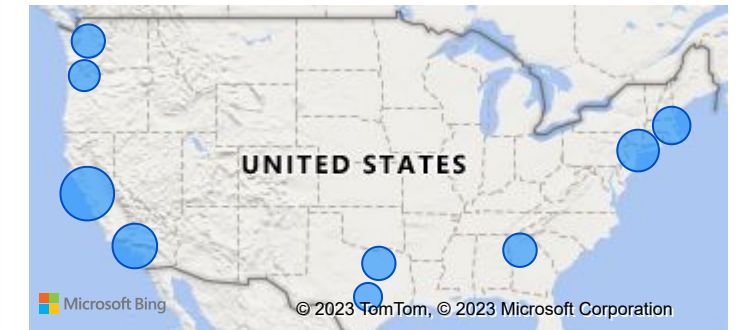 UNITED STATES
Microsoft Bing
© 2023 TomTom, © 2023 Microsoft Corporation